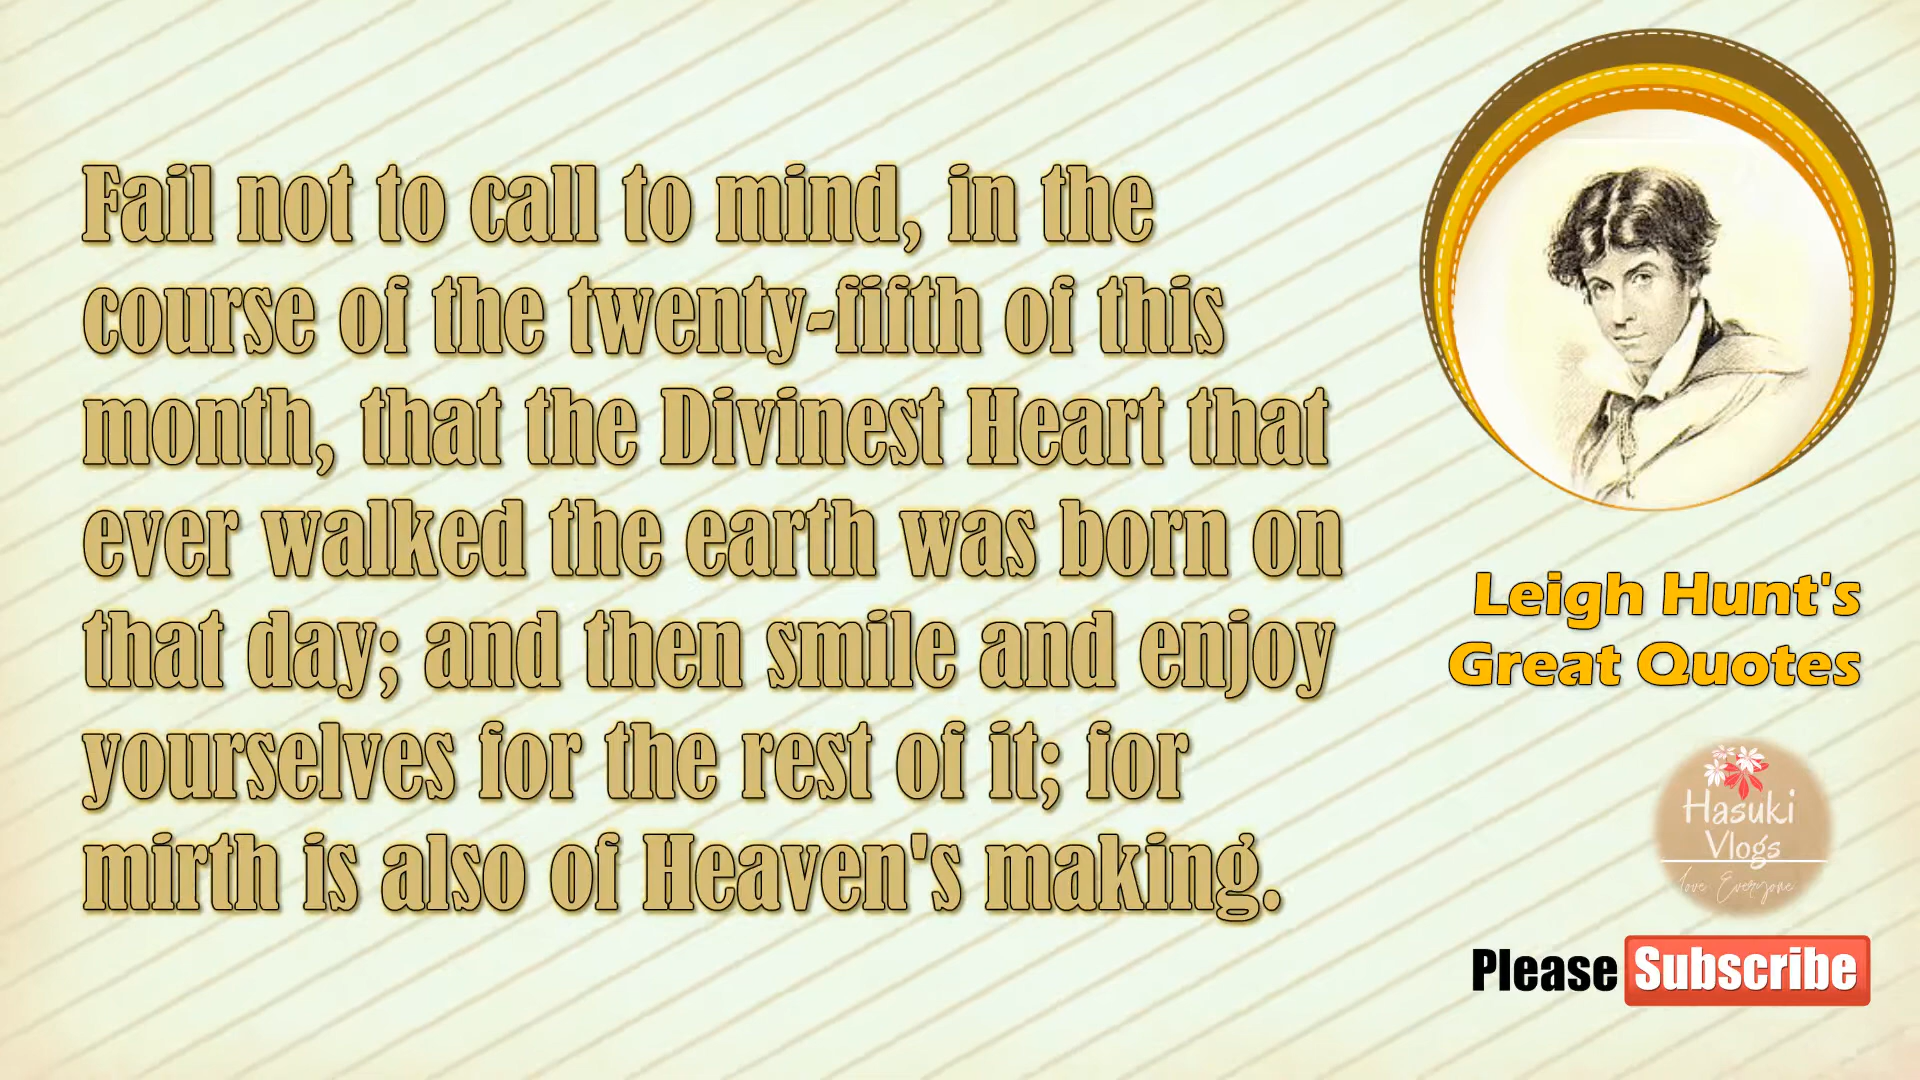 Fail not to call to mind, in the
course of the twenty-fifth of this
month, that the Divinest Heart that
ever walked the earth was born on
that day; and then smile and enjoy
yourselves for the rest of it; for
mirth is also of Heaven's making.
Leigh Hunt's
Great Quotes
Hasuki
Vlogs
love Everyone
Please Subscribe